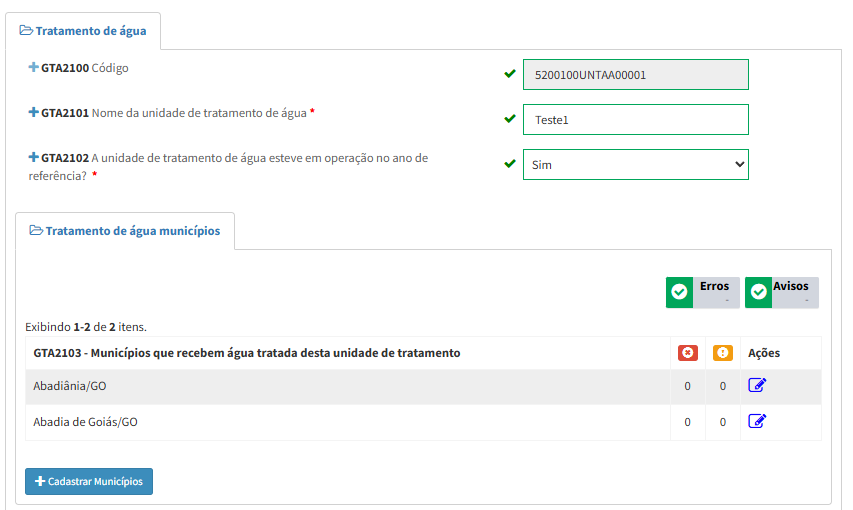 Tratamento de água
GTA2100 Código
5200100UNTAA00001
GTA2101 Nome da unidade de tratamento de água *
Teste1
GTA2102 A unidade de tratamento de água esteve em operação no ano de
referência? *
Sim
Tratamento de água municípios
Erros
-
Avisos
-
Exibindo 1-2 de 2 itens.
GTA2103 - Municípios que recebem água tratada desta unidade de tratamento Ações
Abadiânia/GO 0 0
Abadia de Goiás/GO 0 0
Cadastrar Municípios